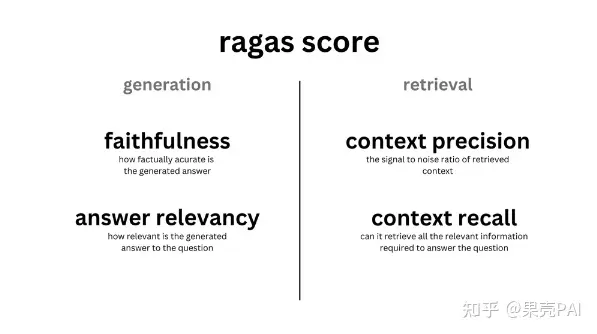 ragas score
generation
faithfulness
how factually acurate is
the generated answer
answer relevancy
how relevant is the generated
answer to the question
retrieval
context precision
the signal to noise ratio of retrieved
context
context recall
can it retrieve all the relevant information
required to answer the question
知乎 @果壳PAI